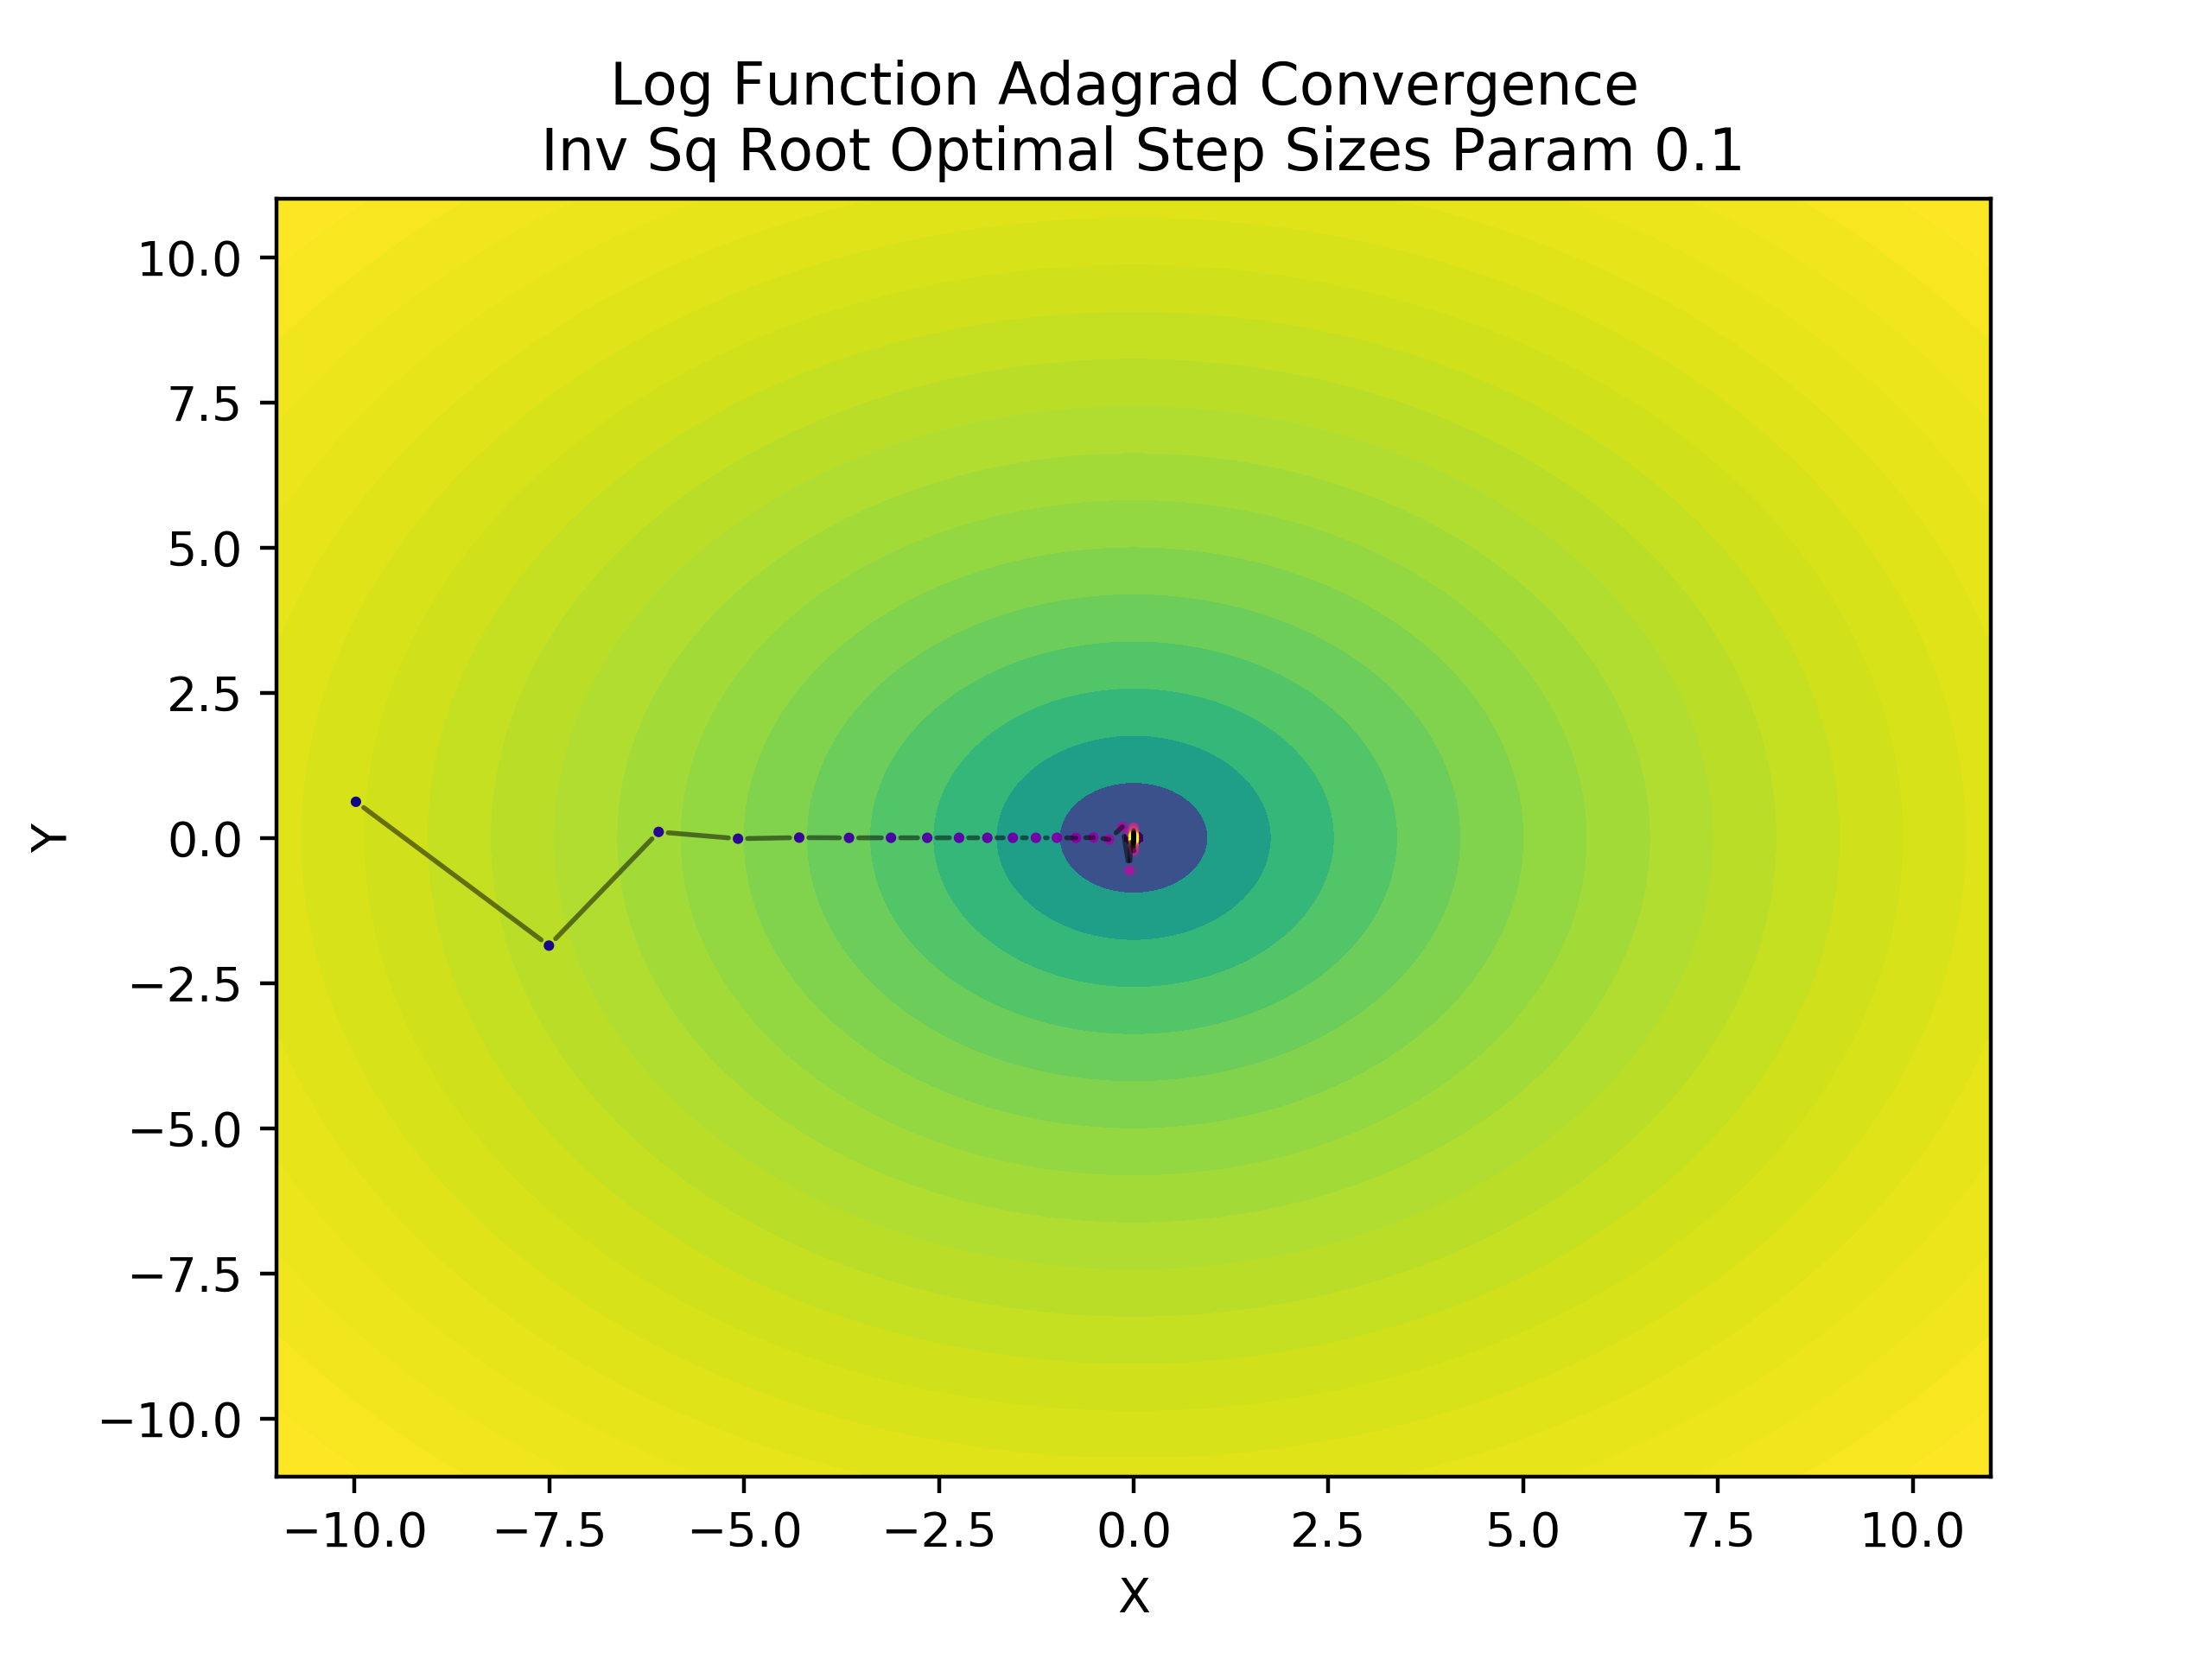 Log Function Adagrad Convergence
Inv Sq Root Optimal Step Sizes Param 0.1
10.0
7.5
5.0
2.5
0.0
−2.5
−5.0
−7.5
−10.0
Y
−10.0 −7.5 −5.0 −2.5 0.0 2.5 5.0 7.5 10.0
X